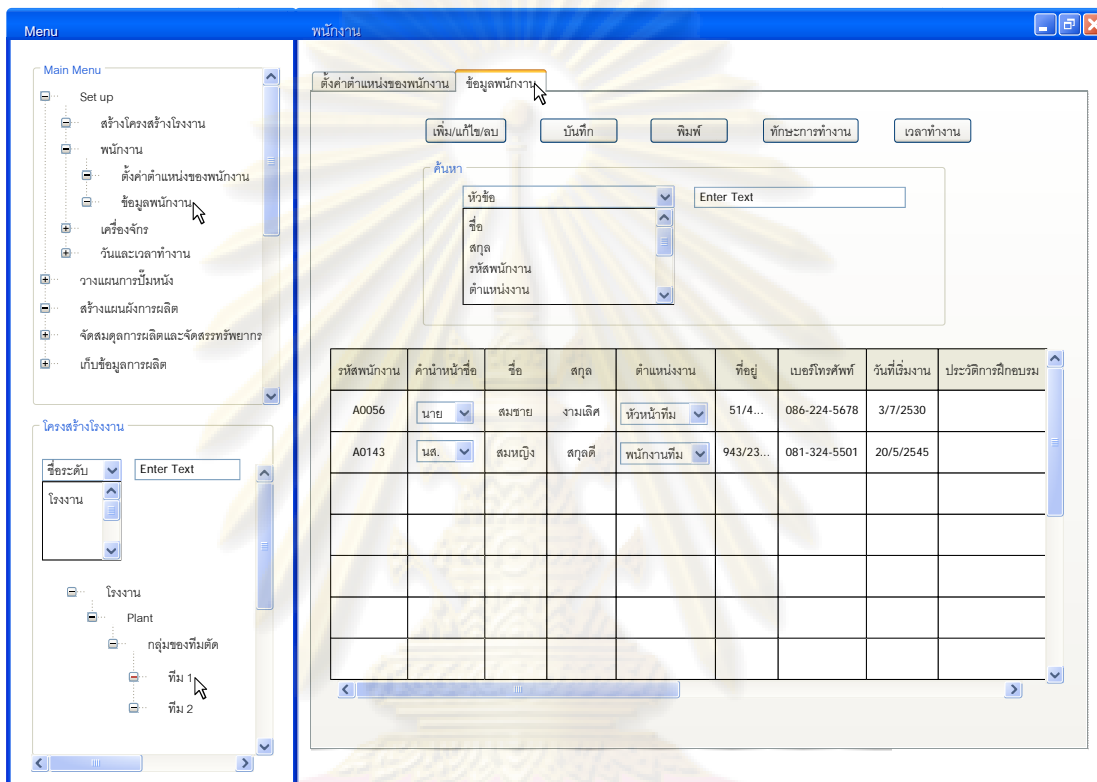 Menu
Main Menu
Set up
สร้างโครงสร้างโรงงาน
พนักงาน
ตั้งค่าตำแหน่งของพนักงาน
ข้อมูลพนักงาน
เครื่องจักร
วันและเวลาทำงาน
วางแผนการปั๊มหนัง
สร้างแผนผังการผลิต
จัดสมดุลการผลิตและจัดสรรทรัพยากร
เก็บข้อมูลการผลิต
โครงสร้างโรงงาน
ชื่อระดับ Enter Text
โรงงาน
โรงงาน
Plant
กลุ่มของทีมตัด
ทีม 1
ทีม 2
พนักงาน
ตั้งค่าตำแหน่งของพนักงาน ข้อมูลพนักงาน
เพิ่ม/แก้ไข/ลบ บันทึก พิมพ์ ทักษะการทำงาน เวลาทำงาน
ค้นหา
หัวข้อ Enter Text
ชื่อ
สกุล
รหัสพนักงาน
ตำแหน่งงาน
รหัสพนักงาน คำนำหน้าชื่อ ชื่อ สกุล ตำแหน่งงาน ที่อยู่ เบอร์โทรศัพท์ วันที่เริ่มงาน ประวัติการฝึกอบรม
A0056 นาย สมชาย งามเลิศ หัวหน้าทีม 51/4... 086-224-5678 3/7/2530
A0143 นส. สมหญิง สกุลดี พนักงานทีม 943/23... 081-324-5501 20/5/2545